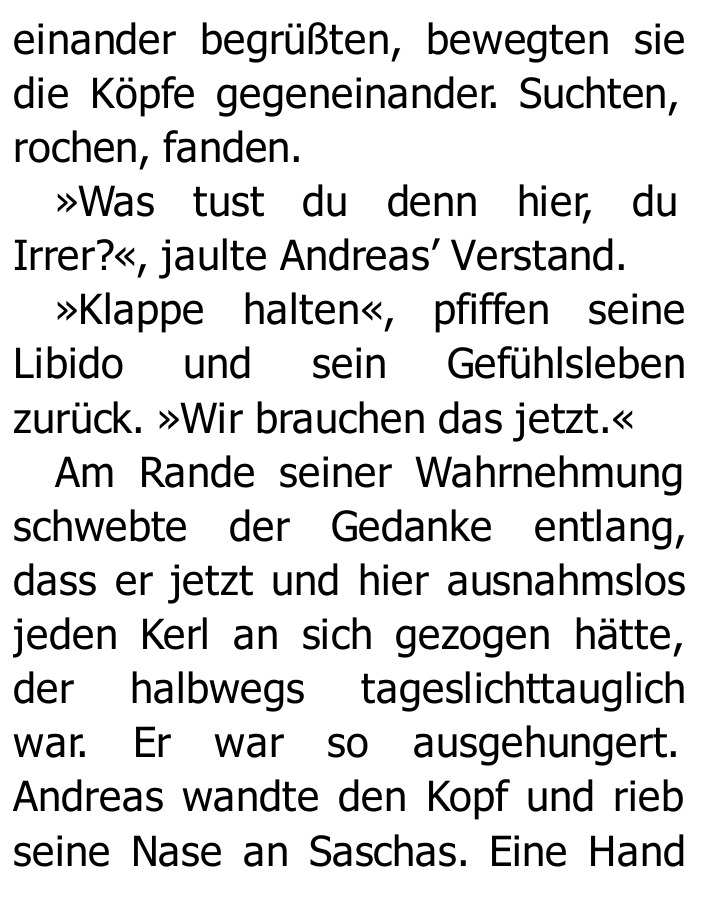 einander begrüßten, bewegten sie
die Köpfe gegeneinander. Suchten,
rochen, fanden.
»Was tust du denn hier, du
Irrer?«, jaulte Andreas’ Verstand.
»Klappe halten«, pfiffen seine
Libido und sein Gefühlsleben
zurück. »Wir brauchen das jetzt.«
Am Rande seiner Wahrnehmung
schwebte der Gedanke entlang,
dass er jetzt und hier ausnahmslos
jeden Kerl an sich gezogen hätte,
der halbwegs tageslichttauglich
war. Er war so ausgehungert.
Andreas wandte den Kopf und rieb
seine Nase an Saschas. Eine Hand